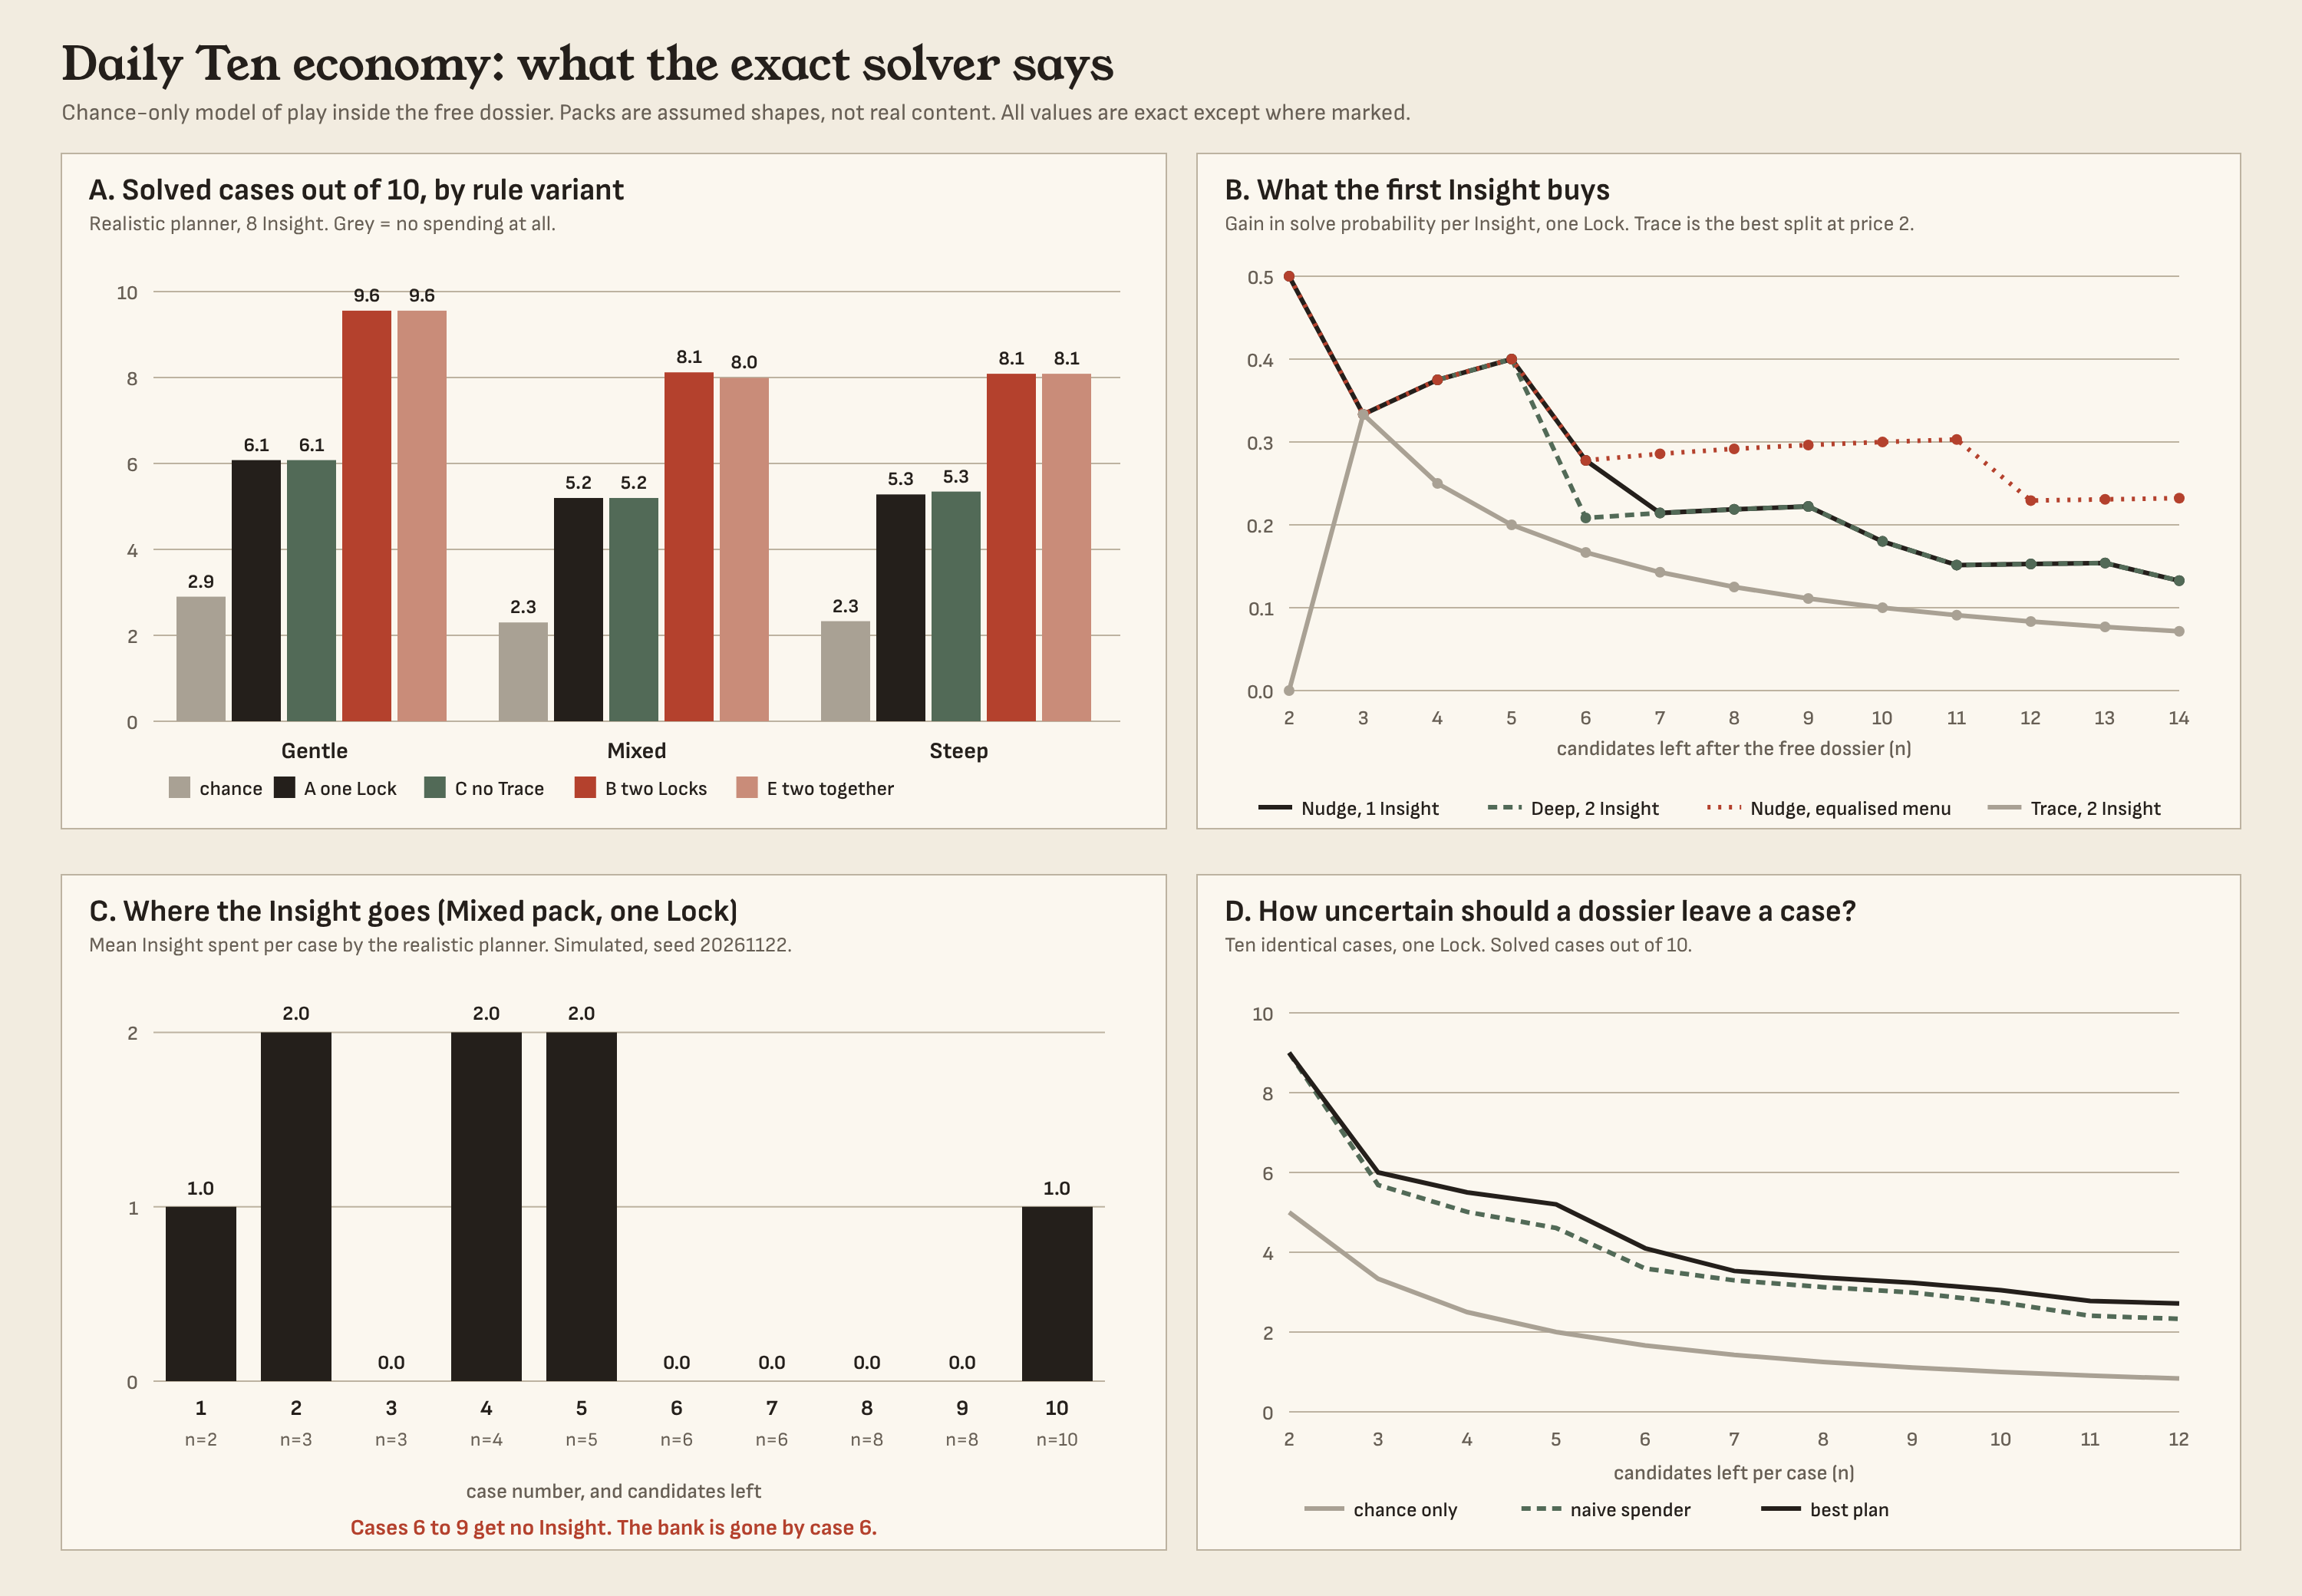 Daily Ten economy: what the exact solver says
Chance-only model of play inside the free dossier. Packs are assumed shapes, not real content. All values are exact except where marked.
A. Solved cases out of 10, by rule variant
Realistic planner, 8 Insight. Grey = no spending at all.
10
8
6
4
2
0
2.9
6.1
6.1
9.6
9.6
2.3
5.2
5.2
8.1
8.0
2.3
5.3
5.3
8.1
8.1
Gentle
Mixed
Steep
chance
A one Lock
C no Trace
B two Locks
E two together
B. What the first Insight buys
Gain in solve probability per Insight, one Lock. Trace is the best split at price 2.
0.5
0.4
0.3
0.2
0.1
0.0
2 3 4 5 6 7 8 9 10 11 12 13 14
candidates left after the free dossier (n)
Nudge, 1 Insight
Deep, 2 Insight
Nudge, equalised menu
Trace, 2 Insight
C. Where the Insight goes (Mixed pack, one Lock)
Mean Insight spent per case by the realistic planner. Simulated, seed 20261122.
2
1
0
1.0
2.0
0.0
2.0
2.0
0.0
0.0
0.0
0.0
1.0
1 2 3 4 5 6 7 8 9 10
n=2 n=3 n=3 n=4 n=5 n=6 n=6 n=8 n=8 n=10
case number, and candidates left
Cases 6 to 9 get no Insight. The bank is gone by case 6.
D. How uncertain should a dossier leave a case?
Ten identical cases, one Lock. Solved cases out of 10.
10
8
6
4
2
0
2 3 4 5 6 7 8 9 10 11 12
candidates left per case (n)
chance only
naive spender
best plan